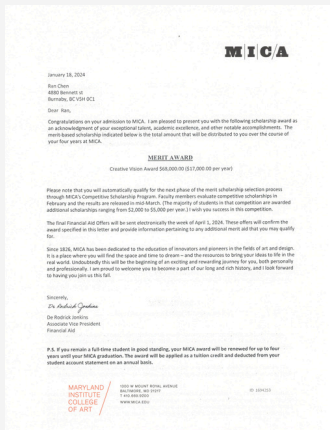 MICA
January 18, 2024
Ran Chen
4880 Bennett st
Burnaby, BC V5H 0C1
Dear Ran,
Congratulations on your admission to MICA. I am pleased to present you with the following scholarship award as
an acknowledgment of your exceptional talent, academic excellence, and other notable accomplishments. The
merit-based scholarship indicated below is the total amount that will be distributed to you over the course of
your four years at MICA.
MERIT AWARD
Creative Vision Award $68,000.00 ($17,000.00 per year)
Please note that you will automatically qualify for the next phase of the merit scholarship selection process
through MICA's Competitive Scholarship Program. Faculty members evaluate competitive scholarships in
February and the results are released in mid-March. (The majority of students in that competition are awarded
additional scholarships ranging from $2,000 to $5,000 per year.) I wish you success in this competition.
The final Financial Aid Offers will be sent electronically the week of April 1, 2024. These offers will confirm the
award specified in this letter and provide information pertaining to any additional merit aid that you may qualify
for.
Since 1826, MICA has been dedicated to the education of innovators and pioneers in the fields of art and design.
It is a place where you will find the space and time to dream – and the resources to bring your ideas to life in the
real world. Undoubtedly this will be the beginning of an exciting and rewarding journey for you, both personally
and professionally. I am proud to welcome you to become a part of our long and rich history, and I look forward
to having you join us this fall.
Sincerely,
De Rodrick Jonkins
De Rodrick Jonkins
Associate Vice President
Financial Aid
P.S. If you remain a full-time student in good standing, your MICA award will be renewed for up to four
years until your MICA graduation. The award will be applied as a tuition credit and deducted from your
student account statement on an annual basis.
MARYLAND
INSTITUTE
COLLEGE
OF ART
1300 W MOUNT ROYAL AVENUE
BALTIMORE, MD 21217
WWW.MICA.EDU